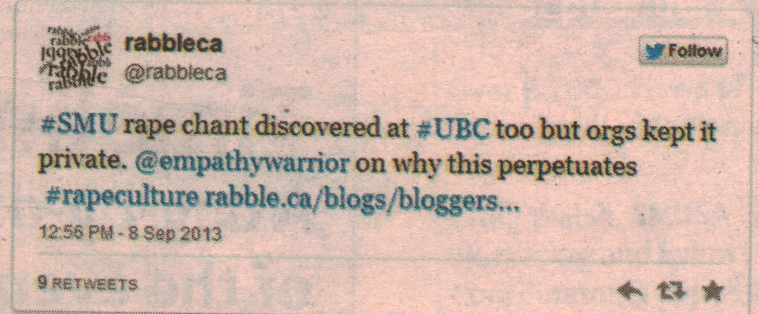 rabbleca
@rabbleca
Follow
#SMU rape chant discovered at #UBC too but orgs kept it
private. @empathywarrior on why this perpetuates
#rapeculture rabble.ca/blogs/bloggers...
12:56 PM - 8 Sep 2013
9 RETWEETS